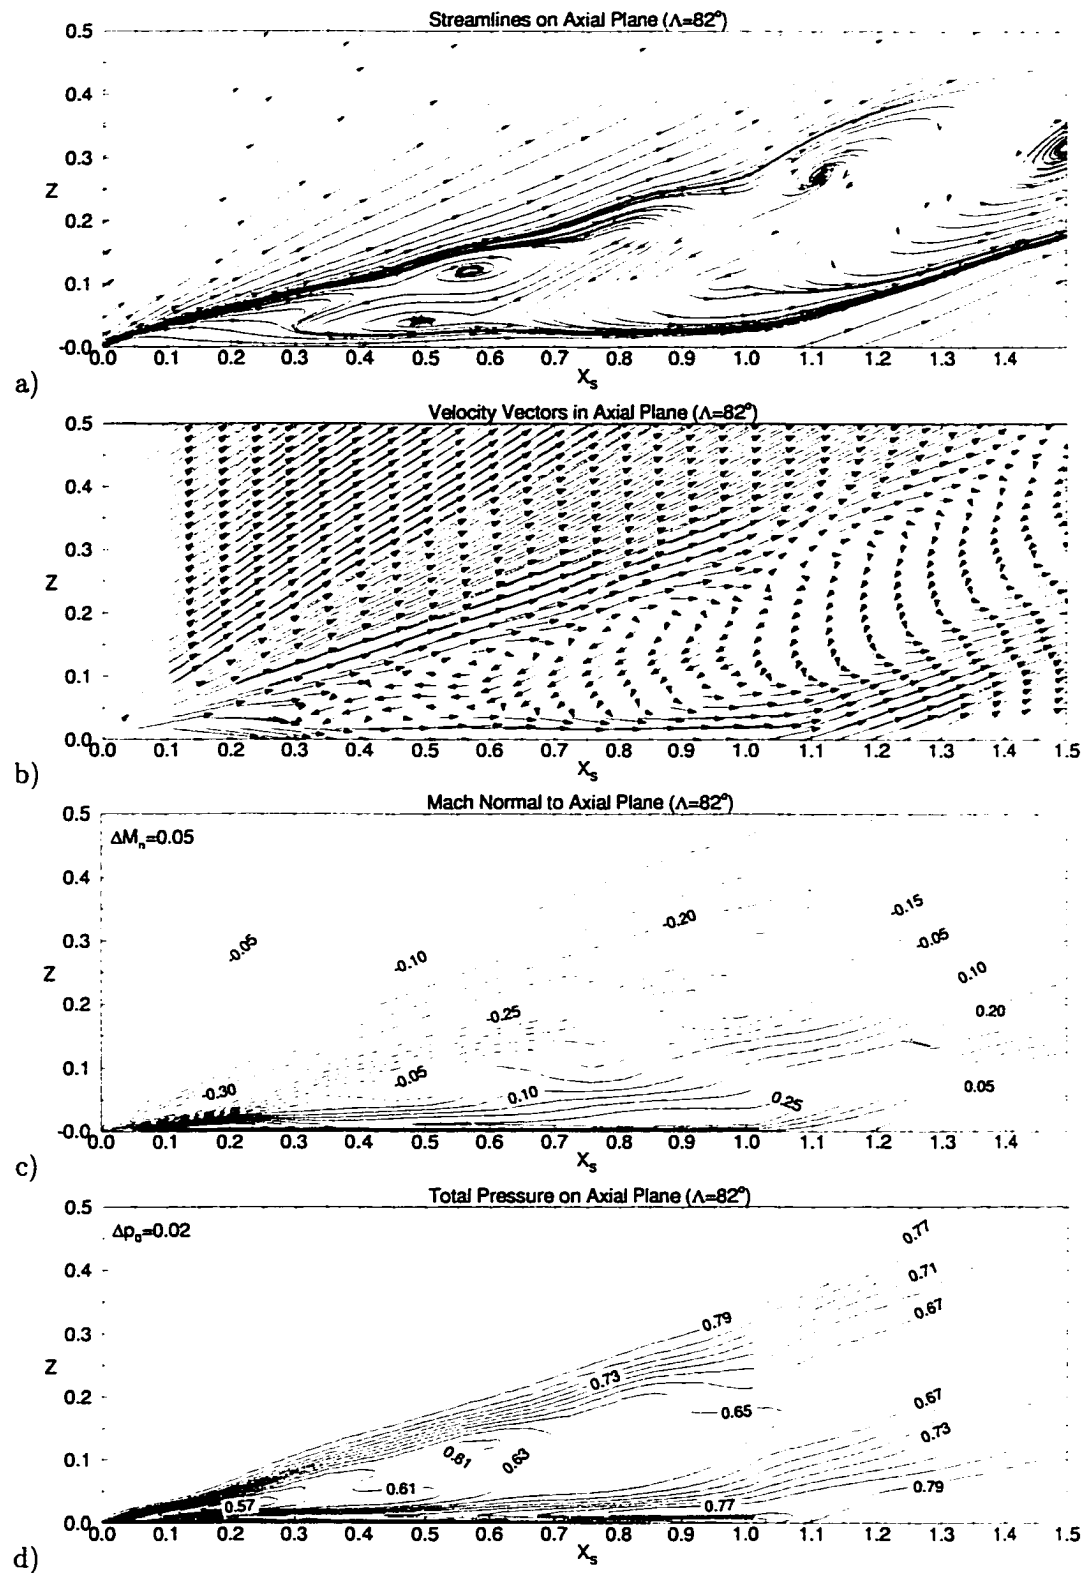 Streamlines on Axial Plane (Λ=82°)
0.5
0.4
0.3
Z
0.2
0.1
-0.0
0.0 0.1 0.2 0.3 0.4 0.5 0.6 0.7 0.8 0.9 1.0 1.1 1.2 1.3 1.4
Xs
a)
Velocity Vectors in Axial Plane (Λ=82°)
0.5
0.4
0.3
Z
0.2
0.1
0.0
0.0 0.1 0.2 0.3 0.4 0.5 0.6 0.7 0.8 0.9 1.0 1.1 1.2 1.3 1.4 1.5
Xs
b)
Mach Normal to Axial Plane (Λ=82°)
0.5
ΔMn=0.05
0.4
-0.15
-0.20
-0.05
0.3
-0.05
-0.10
0.10
Z
0.2
-0.25
0.20
0.1
-0.30
-0.05
0.10
0.25
0.05
-0.0
0.0 0.1 0.2 0.3 0.4 0.5 0.6 0.7 0.8 0.9 1.0 1.1 1.2 1.3 1.4
Xs
c)
Total Pressure on Axial Plane (Λ=82°)
0.5
Δp0=0.02
0.77
0.4
0.71
0.67
0.3
0.79
Z
0.73
0.2
0.65
0.67
0.73
0.1
0.61
0.63
0.61
0.79
0.57
0.77
0.0
0.0 0.1 0.2 0.3 0.4 0.5 0.6 0.7 0.8 0.9 1.0 1.1 1.2 1.3 1.4 1.5
Xs
d)